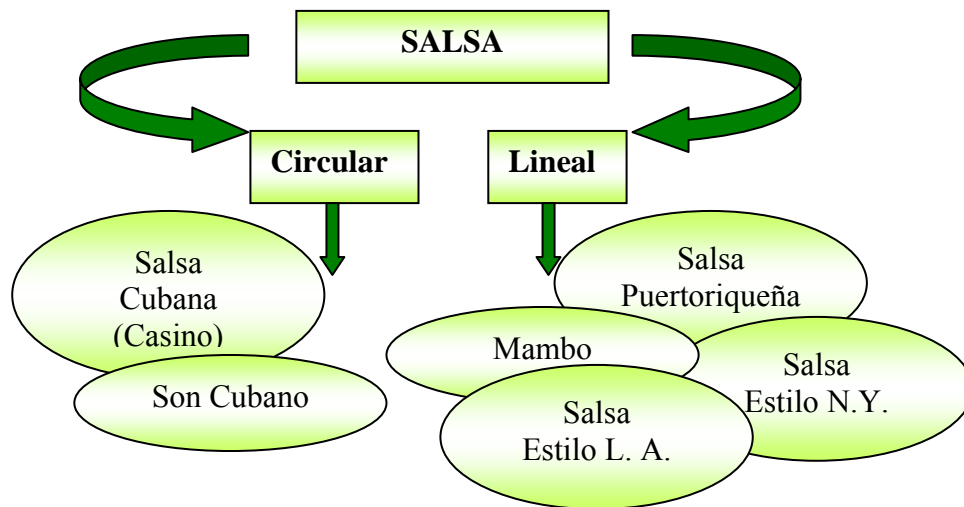 SALSA
Circular
Lineal
Salsa
Cubana
(Casino)
Son Cubano
Salsa
Puertoriqueña
Mambo
Salsa
Estilo N.Y.
Salsa
Estilo L. A.